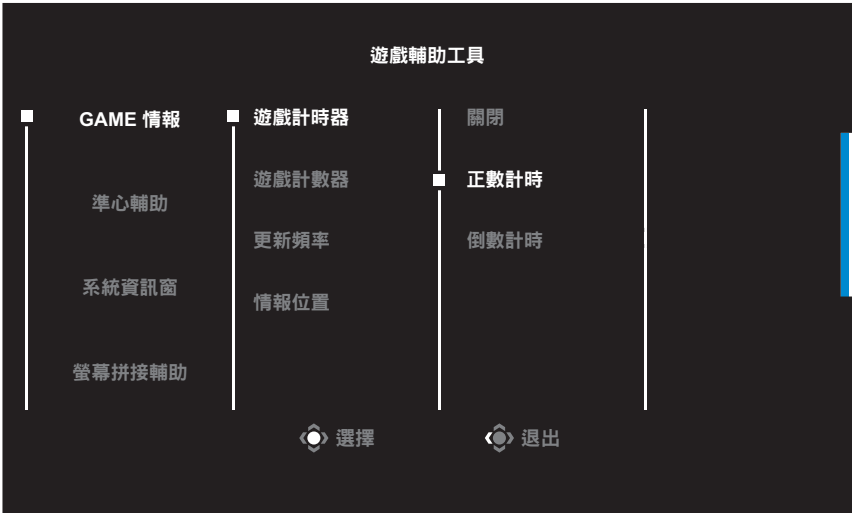 遊戲輔助工具
GAME 情報
遊戲計時器
關閉
遊戲計數器
正數計時
準心輔助
更新頻率
倒數計時
系統資訊窗
情報位置
螢幕拼接輔助
選擇
退出